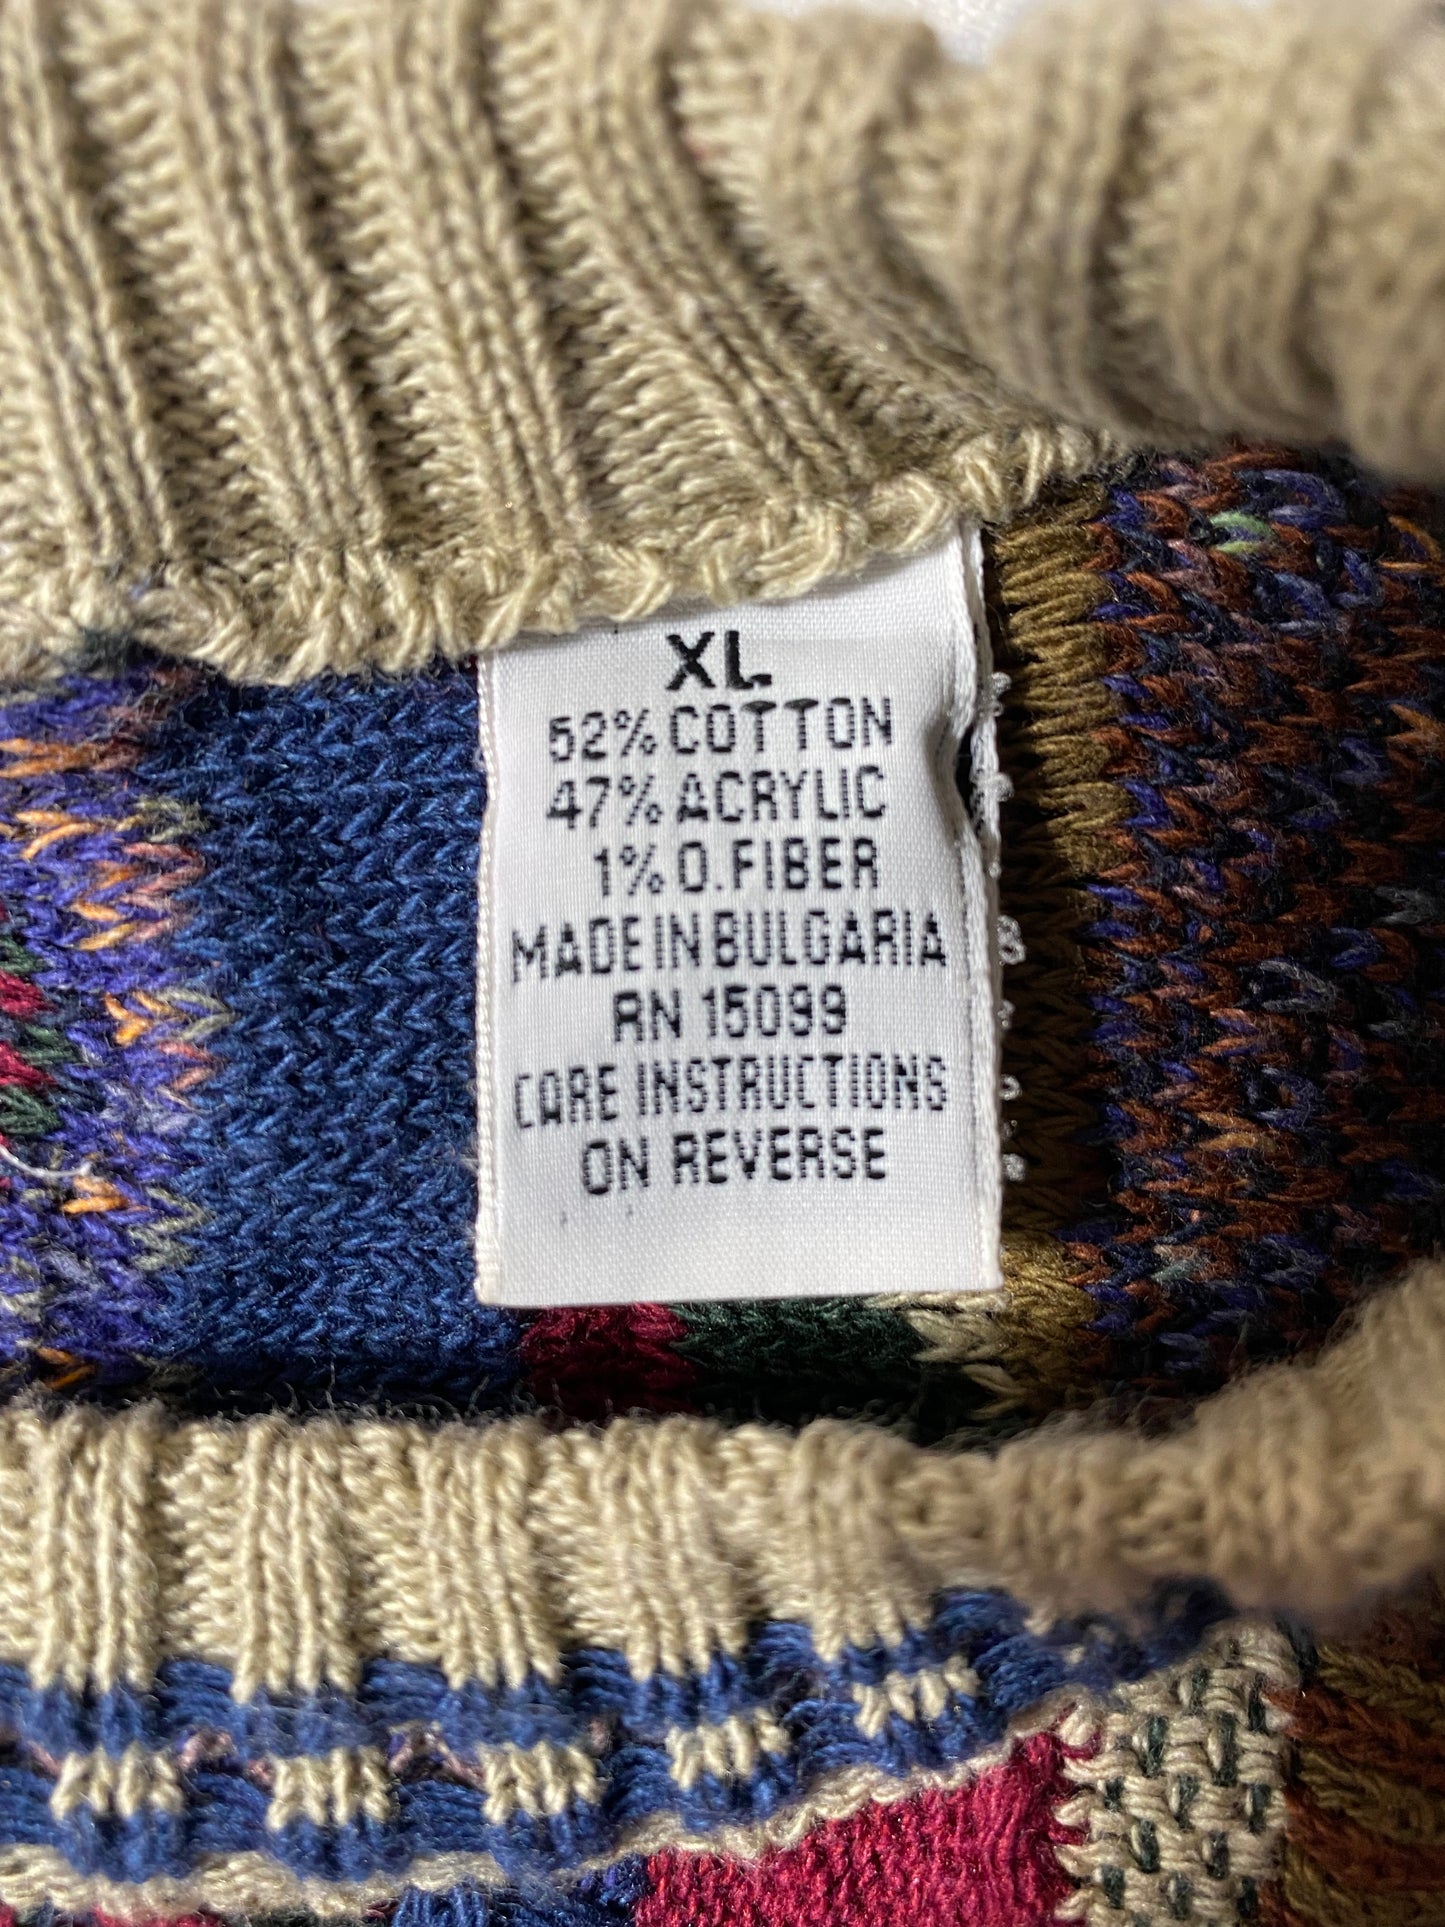 XL
52% COTTON
47% ACRYLIC
1% O.FIBER
MADE IN BULGARIA
RN 15099
CARE INSTRUCTIONS
ON REVERSE